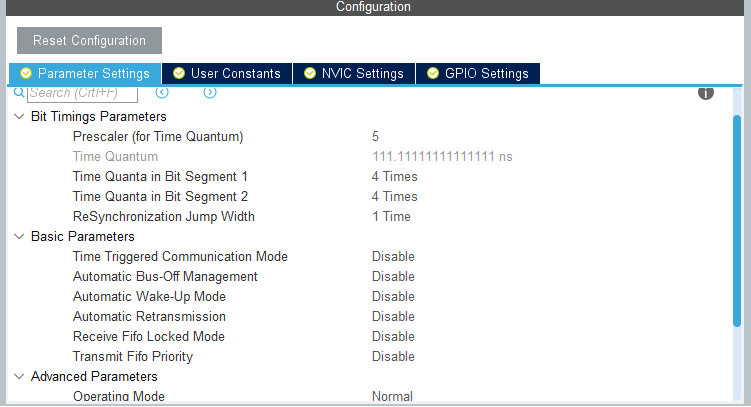 Configuration
Reset Configuration
Parameter Settings User Constants NVIC Settings GPIO Settings
Search (Crtl+F)
Bit Timings Parameters
Prescaler (for Time Quantum) 5
Time Quantum 111.11111111111111 ns
Time Quanta in Bit Segment 1 4 Times
Time Quanta in Bit Segment 2 4 Times
ReSynchronization Jump Width 1 Time
Basic Parameters
Time Triggered Communication Mode Disable
Automatic Bus-Off Management Disable
Automatic Wake-Up Mode Disable
Automatic Retransmission Disable
Receive Fifo Locked Mode Disable
Transmit Fifo Priority Disable
Advanced Parameters
Operating Mode Normal